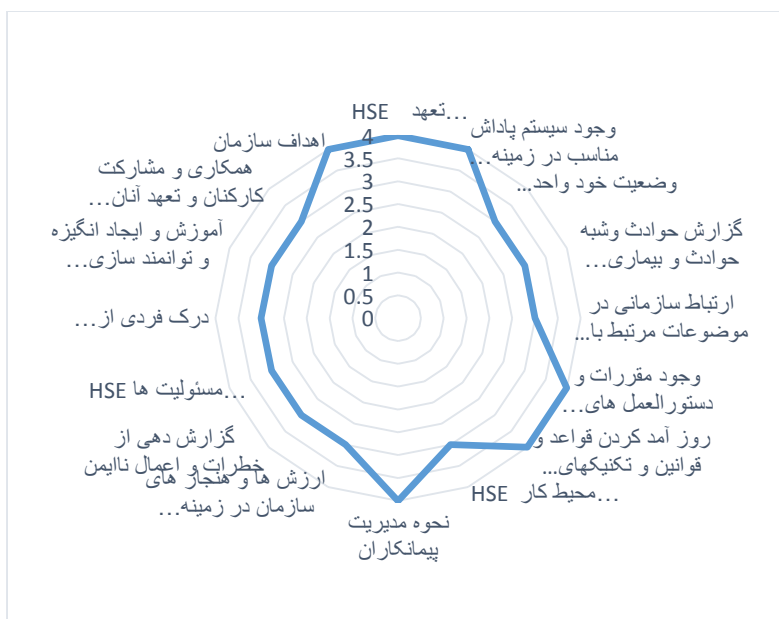 تعهد HSE…
وجود سیستم پاداش
مناسب در زمینه…
وضعیت خود واحد…
گزارش حوادث وشبه
حوادث و بیماری…
ارتباط سازمانی در
موضوعات مرتبط با…
وجود مقررات و
دستورالعمل های…
روز آمد کردن قواعد و
قوانین و تکنیکهای…
محیط کار HSE…
نحوه مدیریت
پیمانکاران
ارزش ها و هنجار های
سازمان در زمینه…
گزارش دهی از
خطرات و اعمال ناایمن
مسئولیت ها HSE…
درک فردی از…
آموزش و ایجاد انگیزه
و توانمند سازی…
همکاری و مشارکت
کارکنان و تعهد آنان…
اهداف سازمان
4
3.5
3
2.5
2
1.5
1
0.5
0